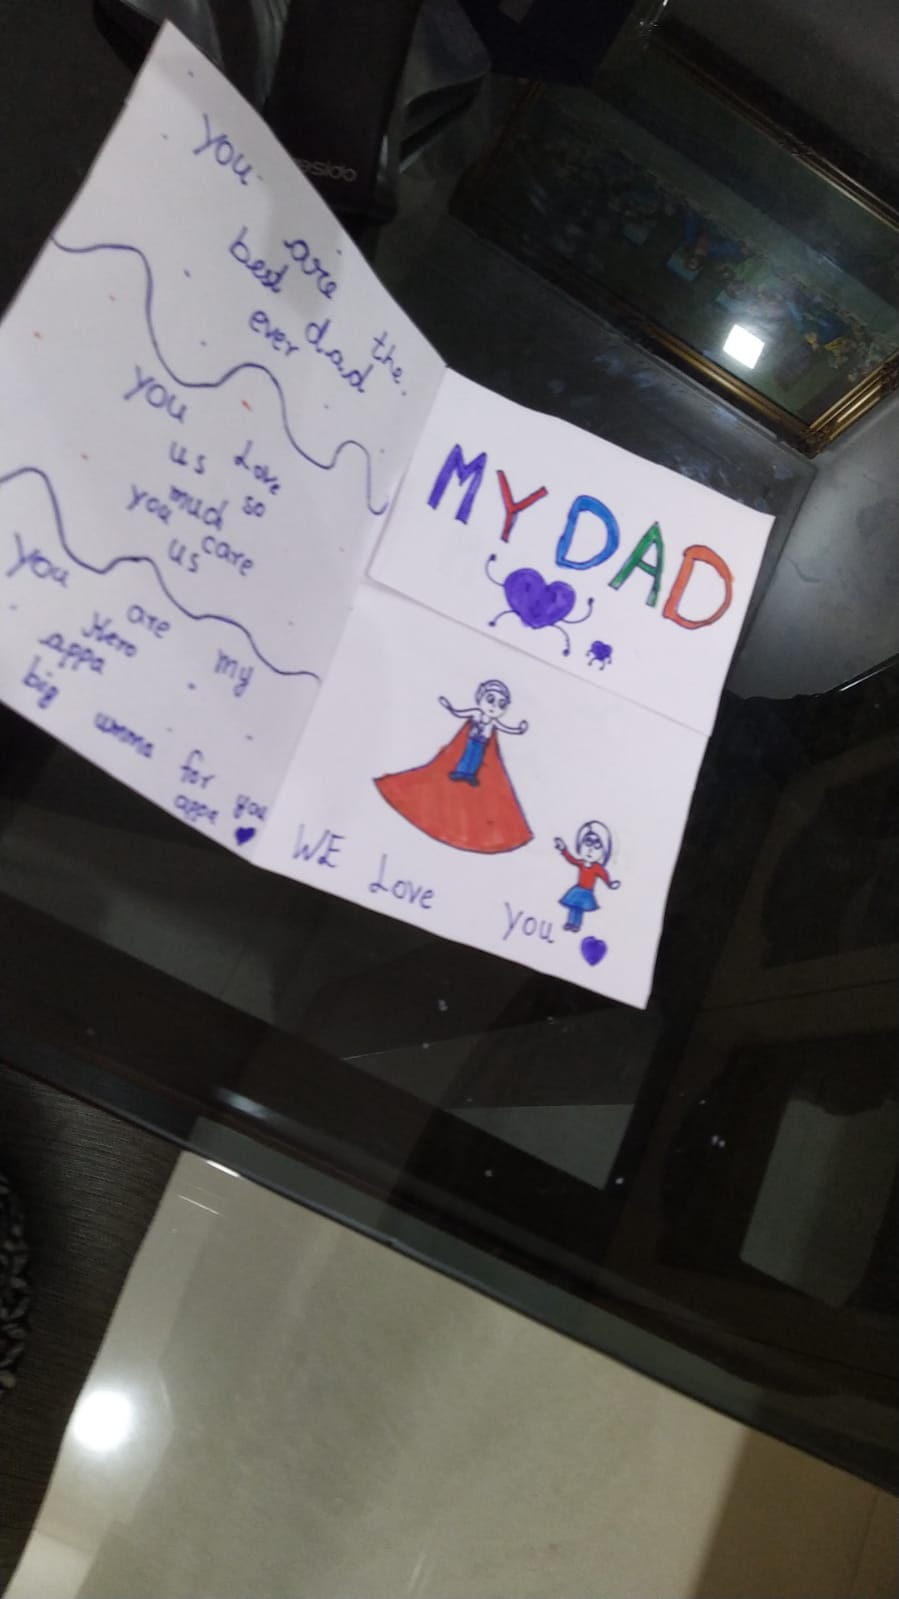 you
are the
best dad
ever
you Love
us so
much
you care
us
you are my
Hero
appa
big umma for you
appa
MY DAD
WE Love you